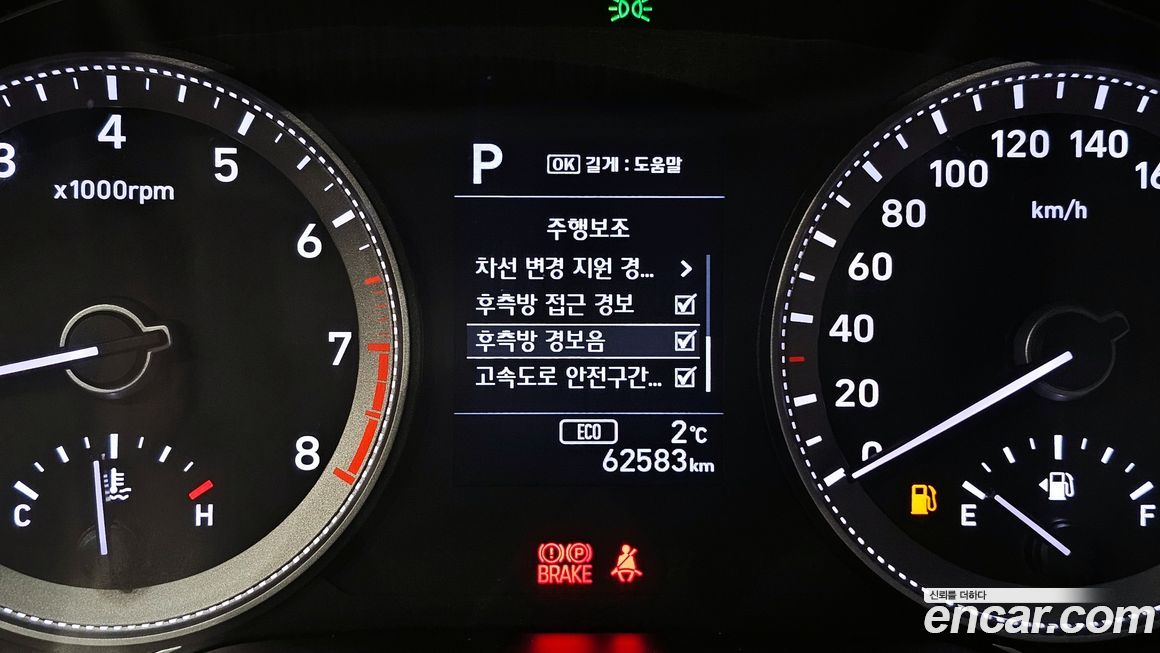 P
OK 길게 : 도움말
주행보조
차선 변경 지원 경...
후측방 접근 경보
후측방 경보음
고속도로 안전구간...
ECO 2°C
62583km
3 4 5 6 7 8
x1000rpm
C H
0 20 40 60 80 100 120 140
km/h
E F
(!) (P)
BRAKE
신뢰를 더하다
encar.com